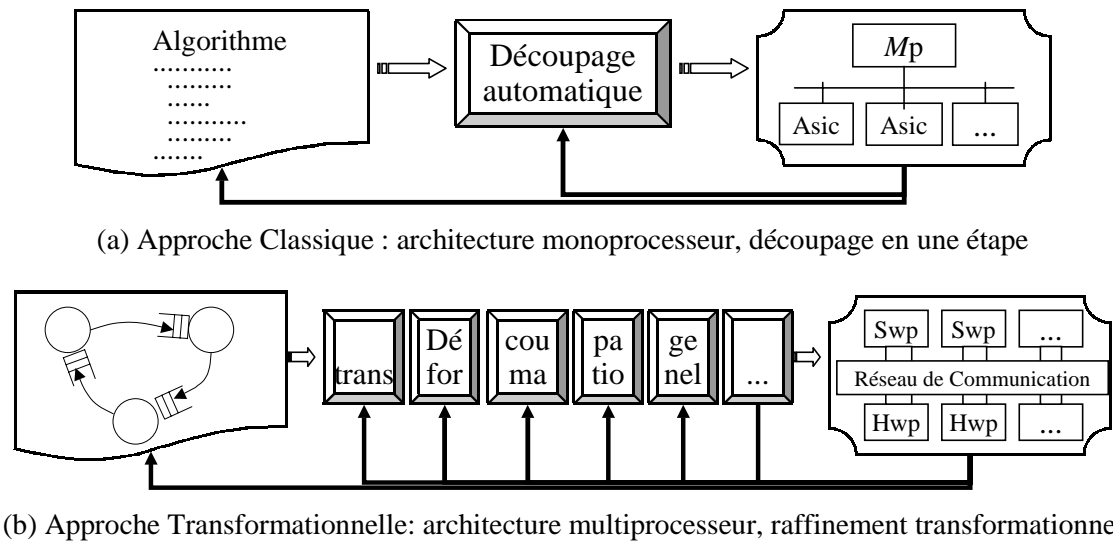 Algorithme
...........
.........
......
...........
.........
.......
Découpage
automatique
Mp
Asic
Asic
...
(a) Approche Classique : architecture monoprocesseur, découpage en une étape
trans
Dé
for
cou
ma
pa
tio
ge
nel
...
Swp
Swp
...
Réseau de Communication
Hwp
Hwp
...
(b) Approche Transformationnelle: architecture multiprocesseur, raffinement transformationne